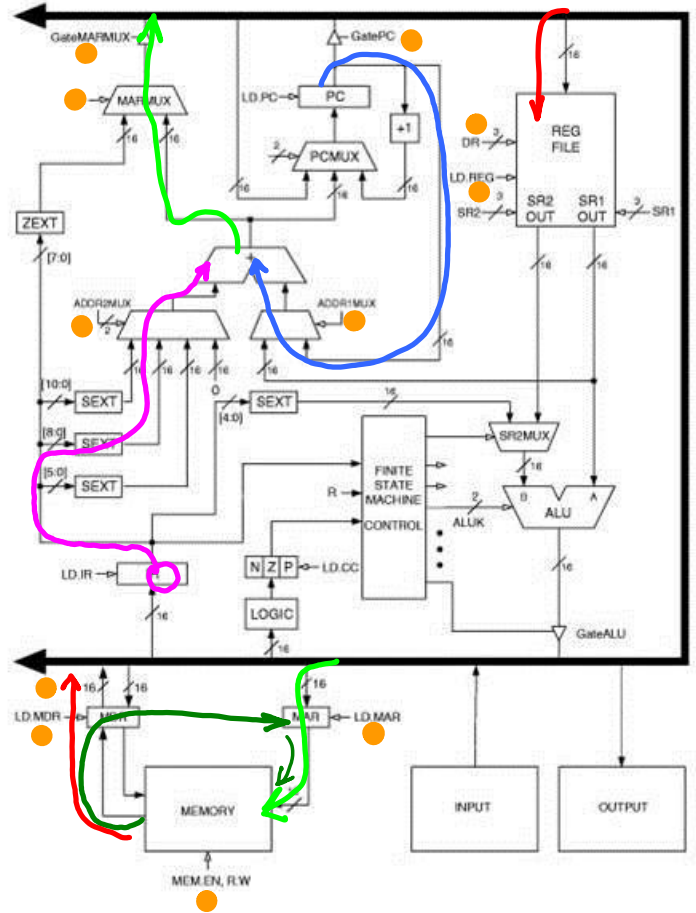 GateMARMUX
GatePC
16
MARMUX
LD.PC
PC
+1
REG
FILE
DR
3
LD.REG
16
16
2
PCMUX
16
16
16
SR2
3
SR2
OUT
SR1
OUT
3
SR1
ZEXT
[7:0]
+
16
16
ADDR2MUX
2
ADDR1MUX
16
16
16
16
16
16
0
[10:0]
SEXT
[4:0]
SEXT
16
[8:0]
SEXT
SR2MUX
16
[5:0]
SEXT
FINITE
STATE
MACHINE
CONTROL
R
2
ALUK
B
A
ALU
LD.IR
IR
N Z P
LD.CC
16
16
LOGIC
16
GateALU
16
16
16
LD.MDR
MDR
MAR
LD.MAR
MEMORY
INPUT
OUTPUT
MEM.EN, R.W